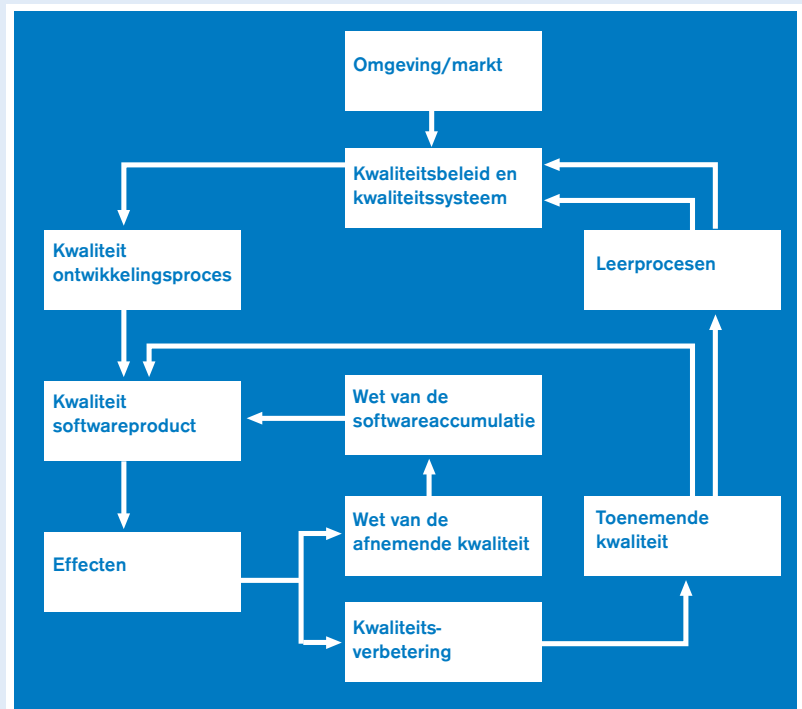 Omgeving/markt
Kwaliteitsbeleid en
kwaliteitssysteem
Kwaliteit
ontwikkelingsproces
Leerprocesen
Kwaliteit
softwareproduct
Wet van de
softwareaccumulatie
Effecten
Wet van de
afnemende kwaliteit
Toenemende
kwaliteit
Kwaliteits-
verbetering